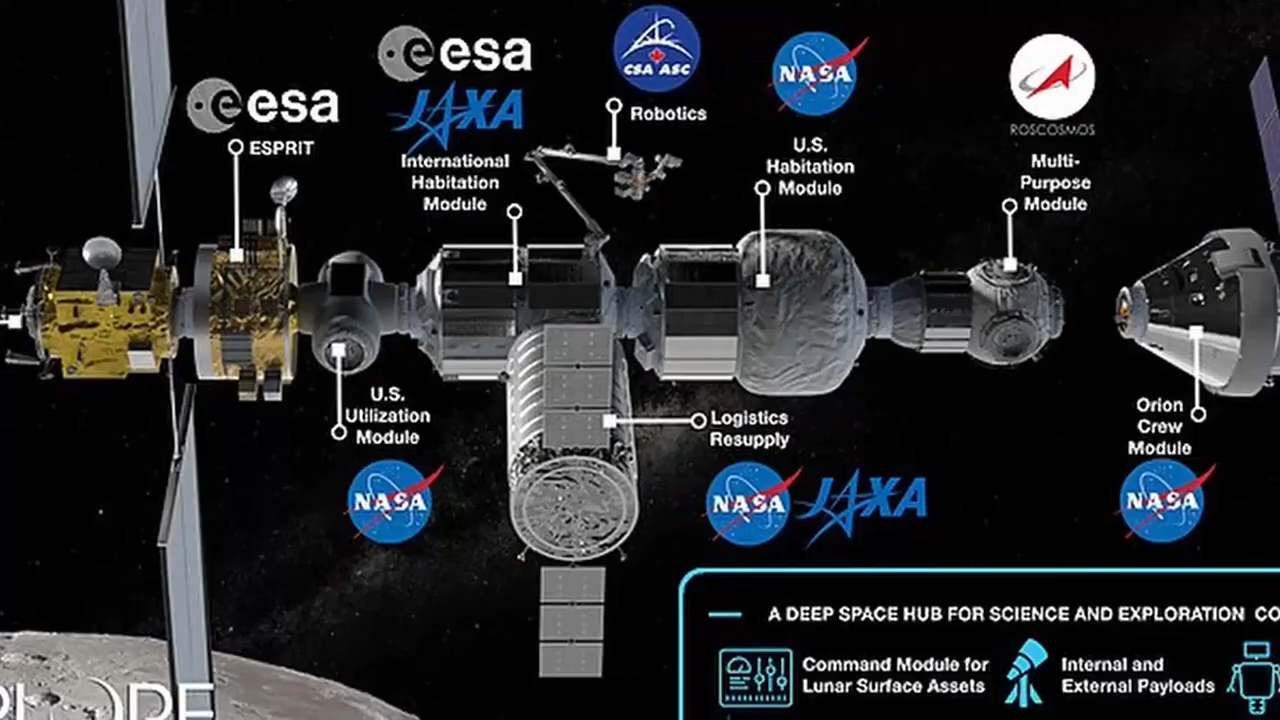 esa
ESPRIT
esa
JAXA
International
Habitation
Module
CSA ASC
Robotics
NASA
U.S.
Habitation
Module
ROSCOSMOS
Multi-
Purpose
Module
U.S.
Utilization
Module
NASA
Logistics
Resupply
NASA
JAXA
Orion
Crew
Module
NASA
A DEEP SPACE HUB FOR SCIENCE AND EXPLORATION CO
Command Module for
Lunar Surface Assets
Internal and
External Payloads